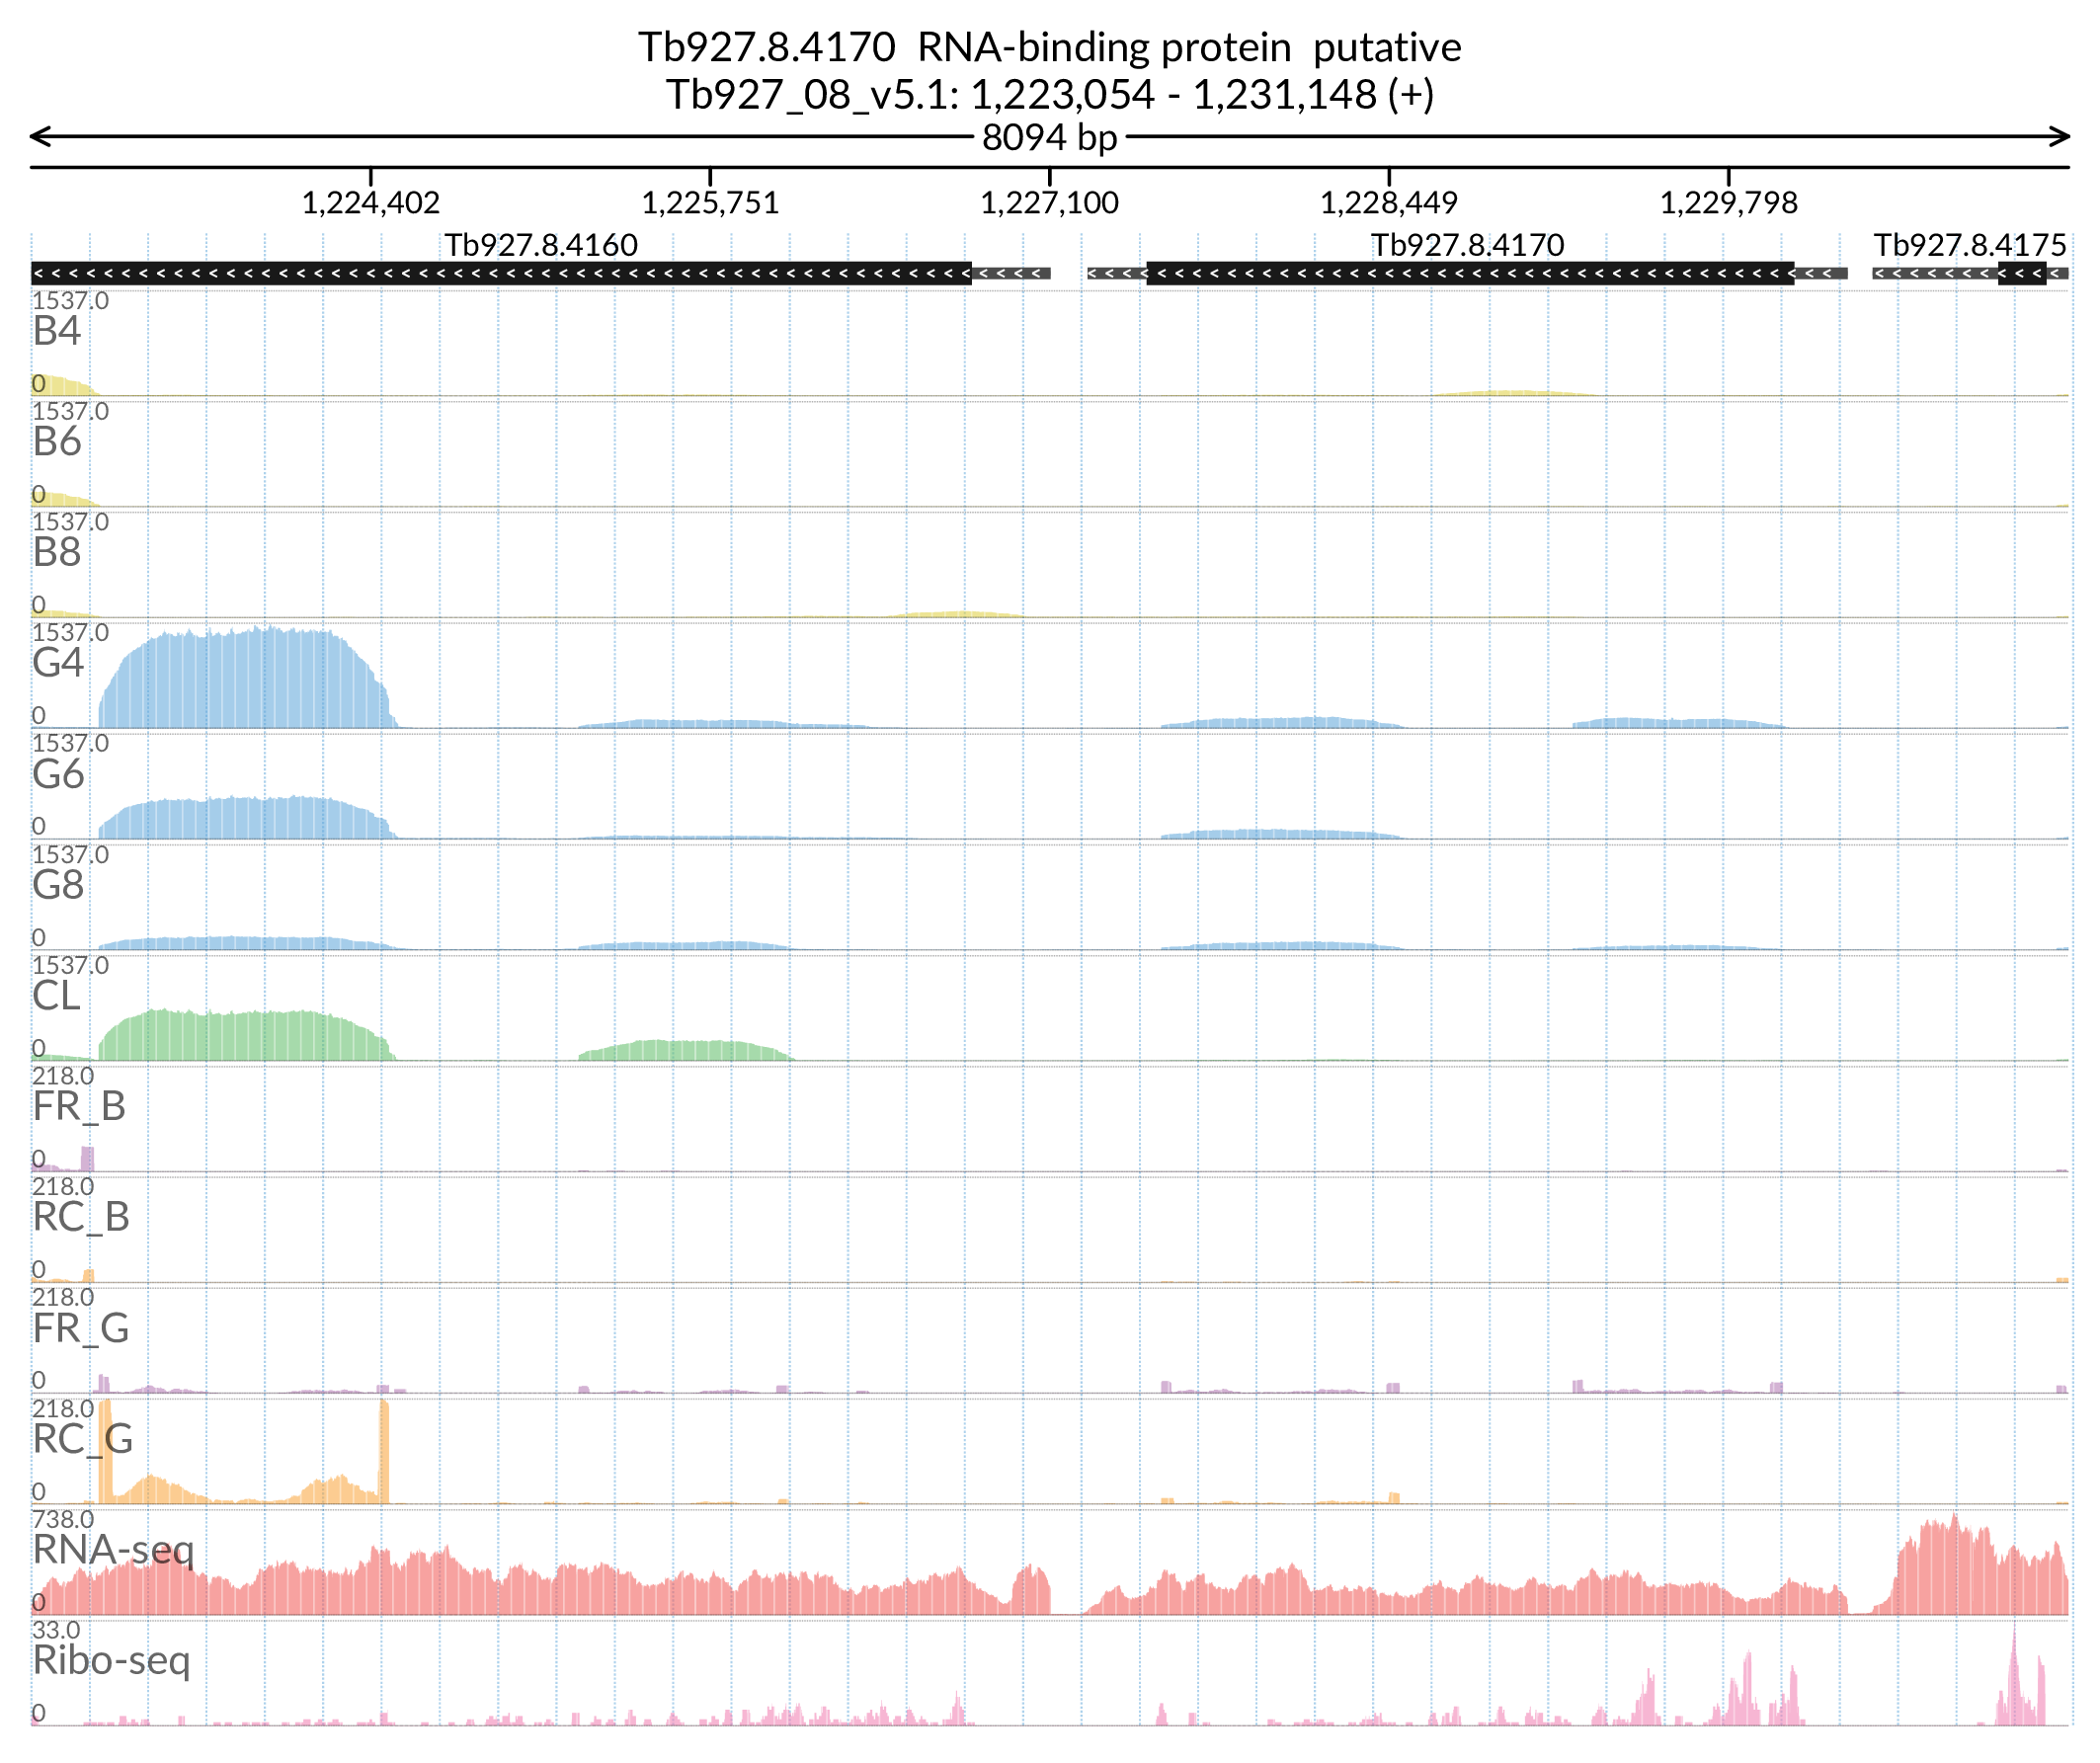 Tb927.8.4170 RNA-binding protein putative
Tb927_08_v5.1: 1,223,054 - 1,231,148 (+)
8094 bp
1,224,402 1,225,751 1,227,100 1,228,449 1,229,798
Tb927.8.4160 Tb927.8.4170 Tb927.8.4175
1537.0
B4
0
1537.0
B6
0
1537.0
B8
0
1537.0
G4
0
1537.0
G6
0
1537.0
G8
0
1537.0
CL
0
218.0
FR_B
0
218.0
RC_B
0
218.0
FR_G
0
218.0
RC_G
0
738.0
RNA-seq
0
33.0
Ribo-seq
0